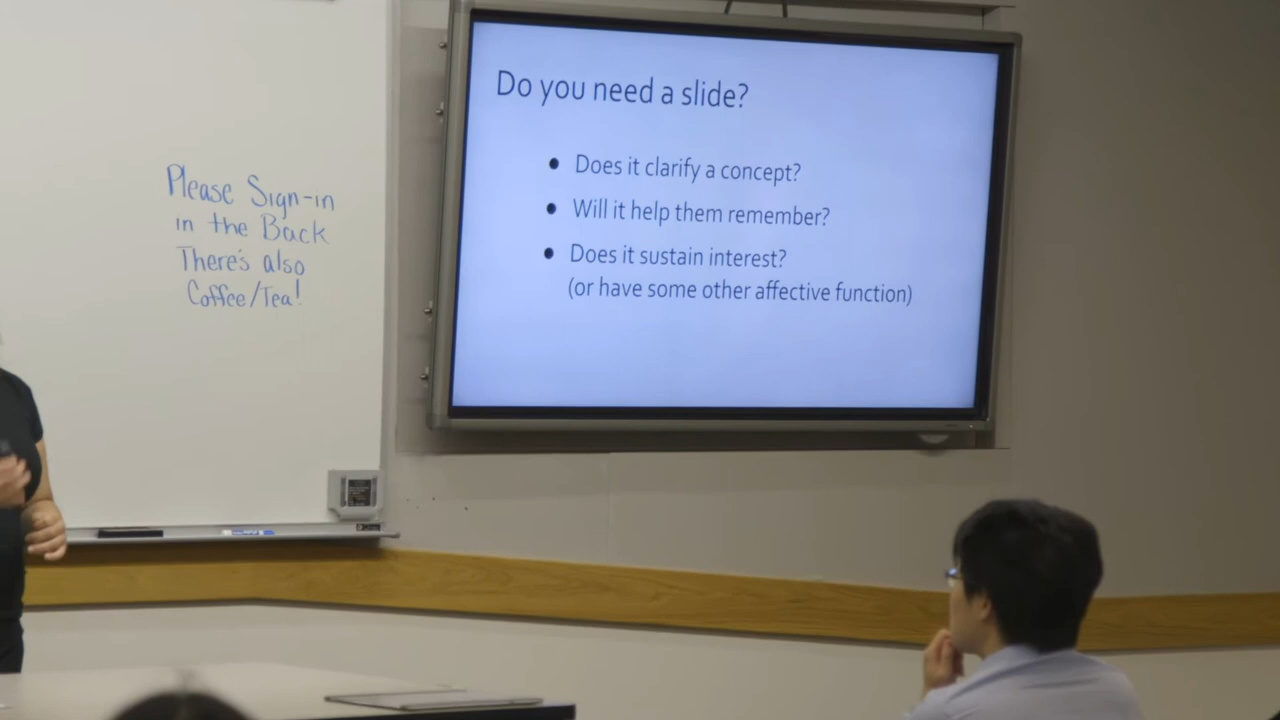 Please Sign-in
in the Back
There's also
Coffee/Tea!
Do you need a slide?
• Does it clarify a concept?
• Will it help them remember?
• Does it sustain interest?
(or have some other affective function)